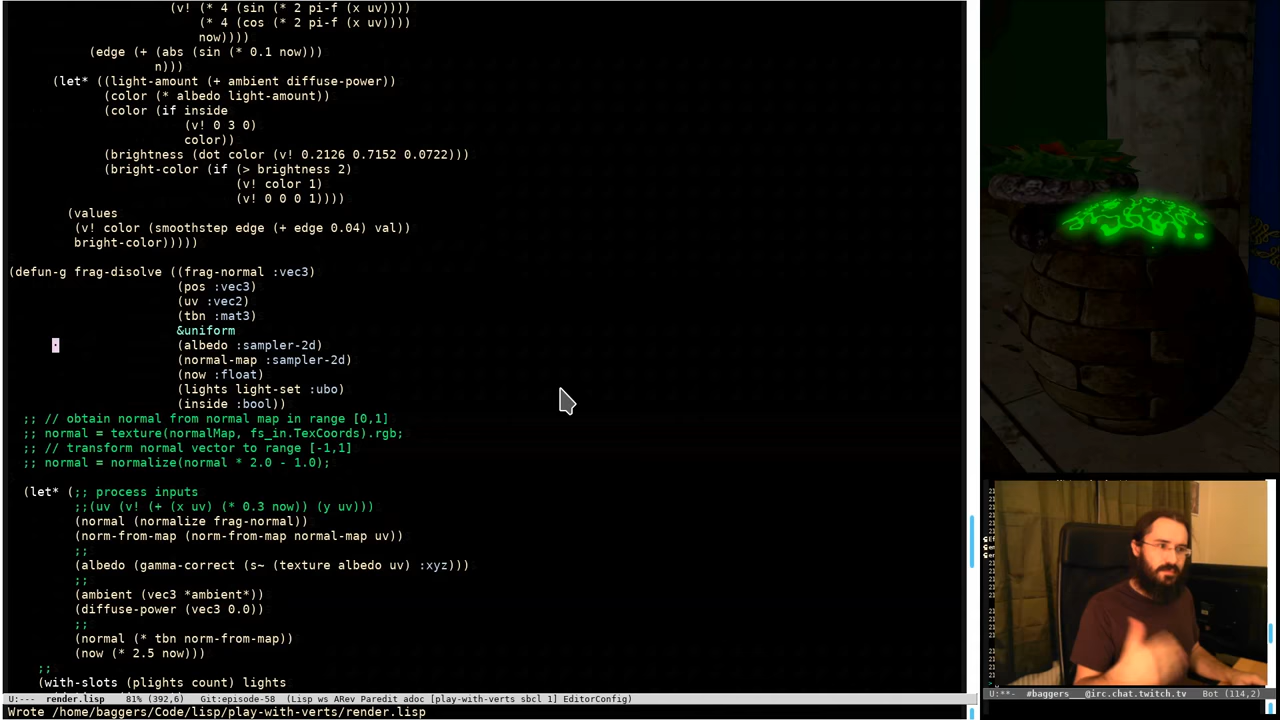 (v! (* 4 (sin (* 2 pi-f (x uv))))
(* 4 (cos (* 2 pi-f (x uv))))
now))))
(edge (+ (abs (sin (* 0.1 now)))
n)))
(let* ((light-amount (+ ambient diffuse-power))
(color (* albedo light-amount))
(color (if inside
(v! 0 3 0)
color))
(brightness (dot color (v! 0.2126 0.7152 0.0722)))
(bright-color (if (> brightness 2)
(v! color 1)
(v! 0 0 0 1))))
(values
(v! color (smoothstep edge (+ edge 0.04) val))
bright-color)))))
(defun-g frag-disolve ((frag-normal :vec3)
(pos :vec3)
(uv :vec2)
(tbn :mat3)
&uniform
(albedo :sampler-2d)
(normal-map :sampler-2d)
(now :float)
(lights light-set :ubo)
(inside :bool))
;; // obtain normal from normal map in range [0,1]
;; normal = texture(normalMap, fs_in.TexCoords).rgb;
;; // transform normal vector to range [-1,1]
;; normal = normalize(normal * 2.0 - 1.0);
(let* (;; process inputs
;;(uv (v! (+ (x uv) (* 0.3 now)) (y uv)))
(normal (normalize frag-normal))
(norm-from-map (norm-from-map normal-map uv))
;;
(albedo (gamma-correct (s~ (texture albedo uv) :xyz)))
;;
(ambient (vec3 *ambient*))
(diffuse-power (vec3 0.0))
;;
(normal (* tbn norm-from-map))
(now (* 2.5 now)))
;;
(with-slots (plights count) lights
U:--- render.lisp 81% (392,6) Git:episode-58 (Lisp ws ARev Paredit adoc [play-with-verts sbcl 1] EditorConfig)
U:**- #baggers___@irc.chat.twitch.tv Bot (114,2)
Wrote /home/baggers/Code/lisp/play-with-verts/render.lisp